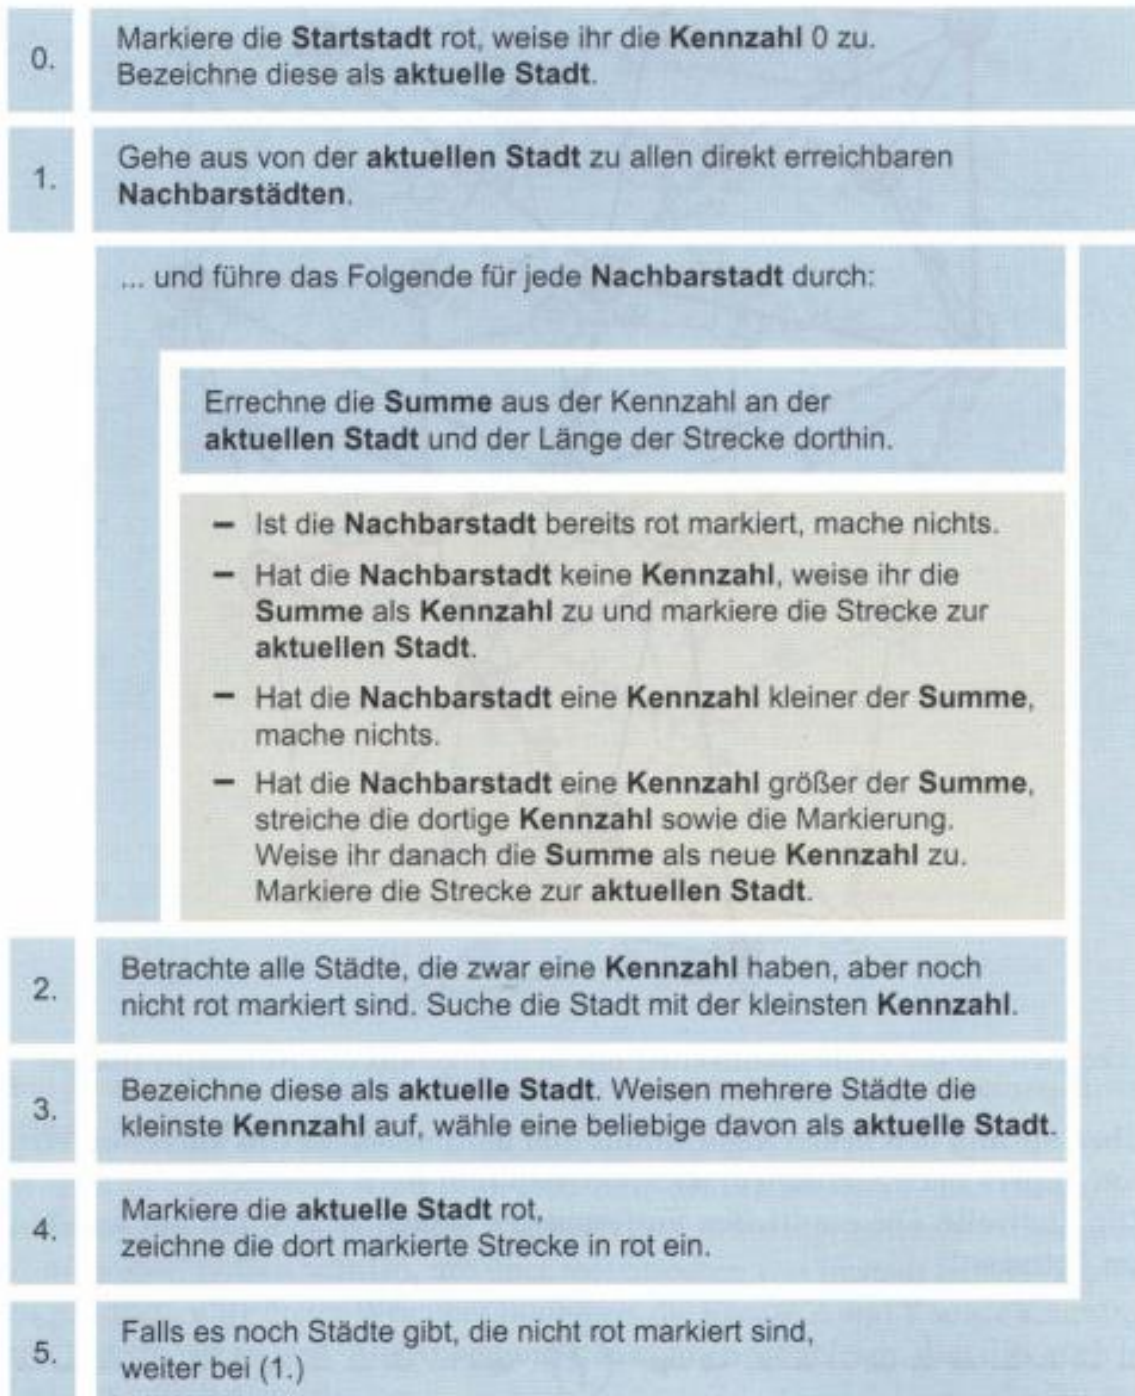 0.
Markiere die Startstadt rot, weise ihr die Kennzahl 0 zu.
Bezeichne diese als aktuelle Stadt.
1.
Gehe aus von der aktuellen Stadt zu allen direkt erreichbaren
Nachbarstädten.
... und führe das Folgende für jede Nachbarstadt durch:
Errechne die Summe aus der Kennzahl an der
aktuellen Stadt und der Länge der Strecke dorthin.
– Ist die Nachbarstadt bereits rot markiert, mache nichts.
– Hat die Nachbarstadt keine Kennzahl, weise ihr die
Summe als Kennzahl zu und markiere die Strecke zur
aktuellen Stadt.
– Hat die Nachbarstadt eine Kennzahl kleiner der Summe,
mache nichts.
– Hat die Nachbarstadt eine Kennzahl größer der Summe,
streiche die dortige Kennzahl sowie die Markierung.
Weise ihr danach die Summe als neue Kennzahl zu.
Markiere die Strecke zur aktuellen Stadt.
2.
Betrachte alle Städte, die zwar eine Kennzahl haben, aber noch
nicht rot markiert sind. Suche die Stadt mit der kleinsten Kennzahl.
3.
Bezeichne diese als aktuelle Stadt. Weisen mehrere Städte die
kleinste Kennzahl auf, wähle eine beliebige davon als aktuelle Stadt.
4.
Markiere die aktuelle Stadt rot,
zeichne die dort markierte Strecke in rot ein.
5.
Falls es noch Städte gibt, die nicht rot markiert sind,
weiter bei (1.)